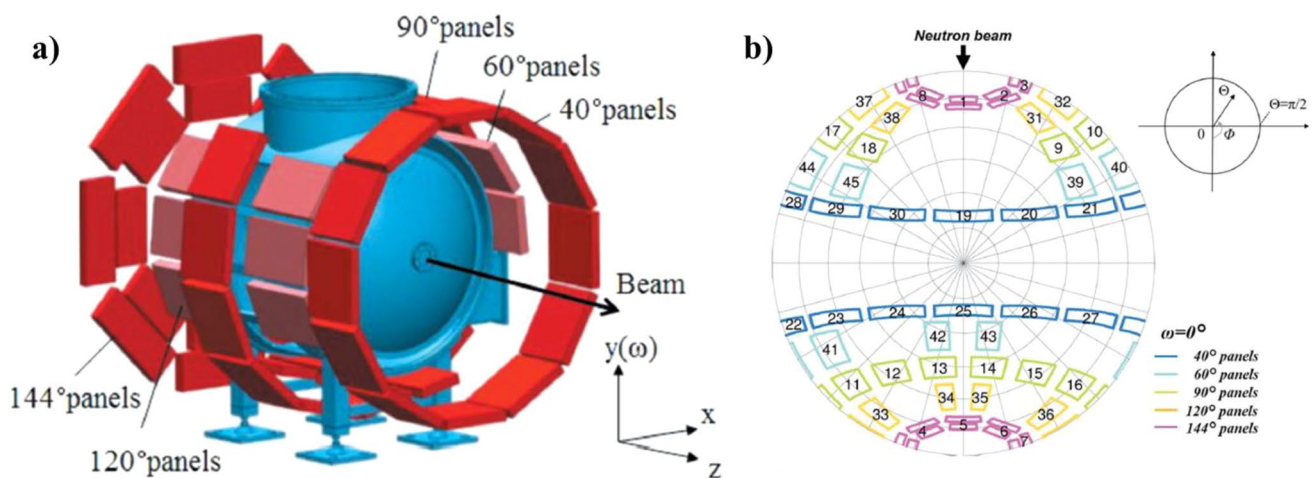 a)
90°panels
60°panels
40°panels
Beam
y(ω)
x
z
144°panels
120°panels
b)
Neutron beam
Θ
Θ=π/2
0
Φ
37 8 1 2 3 32
38 31
17 18 9 10
44 45 39 40
28 29 30 19 20 21
22 23 24 25 26 27
41 42 43
11 12 13 14 15 16
33 34 35 36
4 5 6 7
ω=0°
40° panels
60° panels
90° panels
120° panels
144° panels